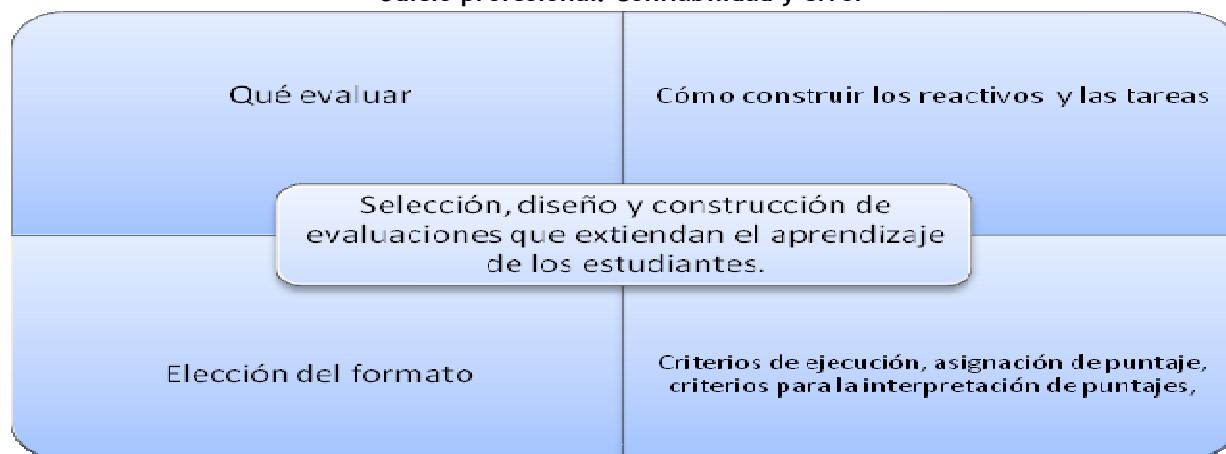 Qué evaluar
Cómo construir los reactivos y las tareas
Selección, diseño y construcción de
evaluaciones que extiendan el aprendizaje
de los estudiantes.
Elección del formato
Criterios de ejecución, asignación de puntaje,
criterios para la interpretación de puntajes,